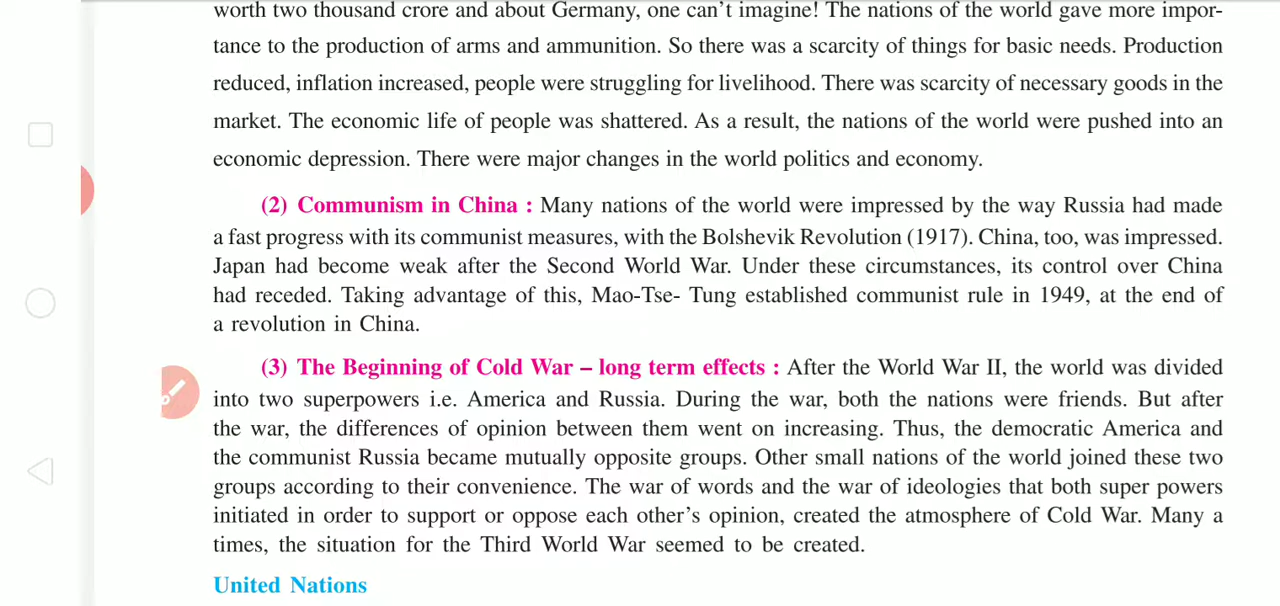 worth two thousand crore and about Germany, one can’t imagine! The nations of the world gave more impor-
tance to the production of arms and ammunition. So there was a scarcity of things for basic needs. Production
reduced, inflation increased, people were struggling for livelihood. There was scarcity of necessary goods in the
market. The economic life of people was shattered. As a result, the nations of the world were pushed into an
economic depression. There were major changes in the world politics and economy.
(2) Communism in China : Many nations of the world were impressed by the way Russia had made
a fast progress with its communist measures, with the Bolshevik Revolution (1917). China, too, was impressed.
Japan had become weak after the Second World War. Under these circumstances, its control over China
had receded. Taking advantage of this, Mao-Tse- Tung established communist rule in 1949, at the end of
a revolution in China.
(3) The Beginning of Cold War – long term effects : After the World War II, the world was divided
into two superpowers i.e. America and Russia. During the war, both the nations were friends. But after
the war, the differences of opinion between them went on increasing. Thus, the democratic America and
the communist Russia became mutually opposite groups. Other small nations of the world joined these two
groups according to their convenience. The war of words and the war of ideologies that both super powers
initiated in order to support or oppose each other’s opinion, created the atmosphere of Cold War. Many a
times, the situation for the Third World War seemed to be created.
United Nations